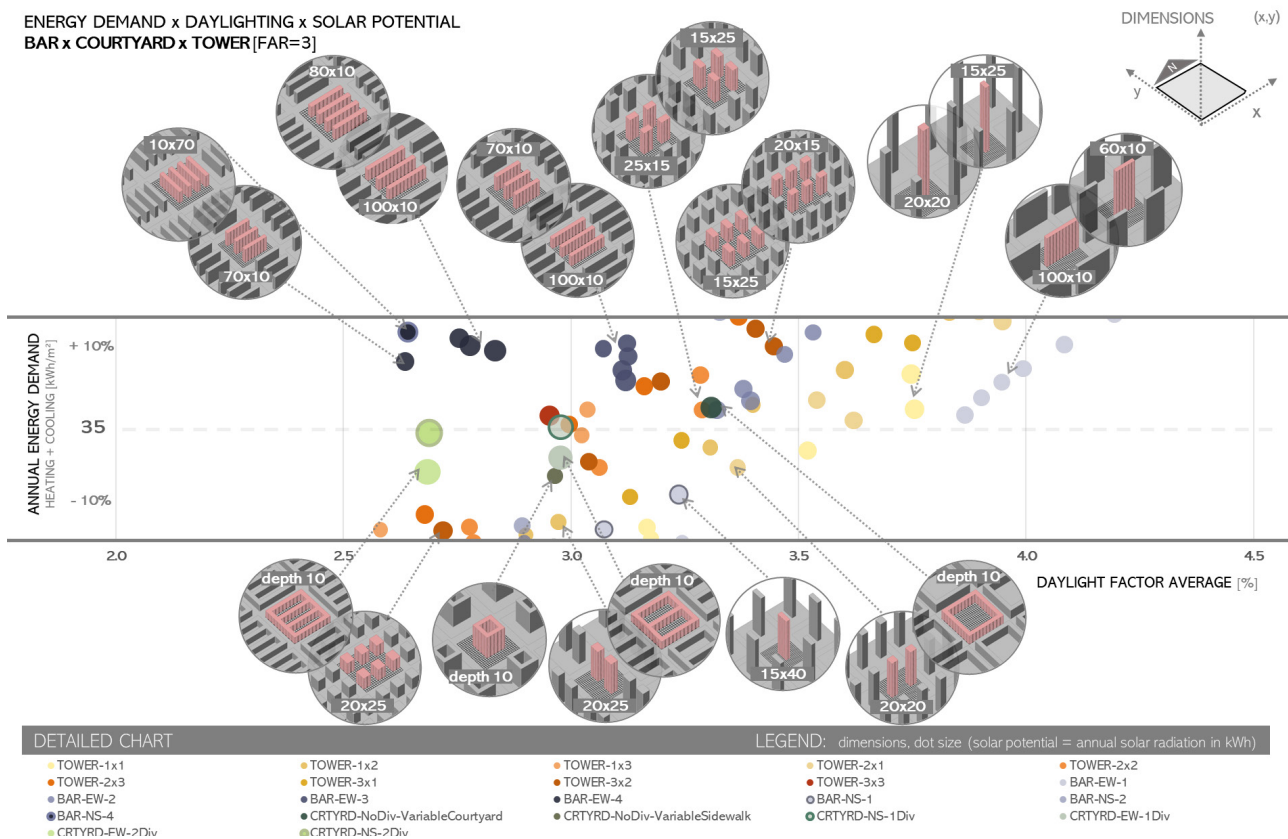 ENERGY DEMAND x DAYLIGHTING x SOLAR POTENTIAL
BAR x COURTYARD x TOWER [FAR=3]
DIMENSIONS (x,y)
N
y
x
80x10
15x25
15x25
10x70
70x10
20x15
60x10
25x15
100x10
20x20
70x10
100x10
15x25
100x10
ANNUAL ENERGY DEMAND
HEATING + COOLING [kWh/m²]
+ 10%
35
- 10%
2.0 2.5 3.0 3.5 4.0 4.5
DAYLIGHT FACTOR AVERAGE [%]
depth 10
depth 10
depth 10
depth 10
15x40
20x25
20x25
20x20
DETAILED CHART
LEGEND: dimensions, dot size (solar potential = annual solar radiation in kWh)
TOWER-1x1 TOWER-1x2 TOWER-1x3 TOWER-2x1 TOWER-2x2
TOWER-2x3 TOWER-3x1 TOWER-3x2 TOWER-3x3 BAR-EW-1
BAR-EW-2 BAR-EW-3 BAR-EW-4 BAR-NS-1 BAR-NS-2
BAR-NS-4 CRTYRD-NoDiv-VariableCourtyard CRTYRD-NoDiv-VariableSidewalk CRTYRD-NS-1Div CRTYRD-EW-1Div
CRTYRD-EW-2Div CRTYRD-NS-2Div